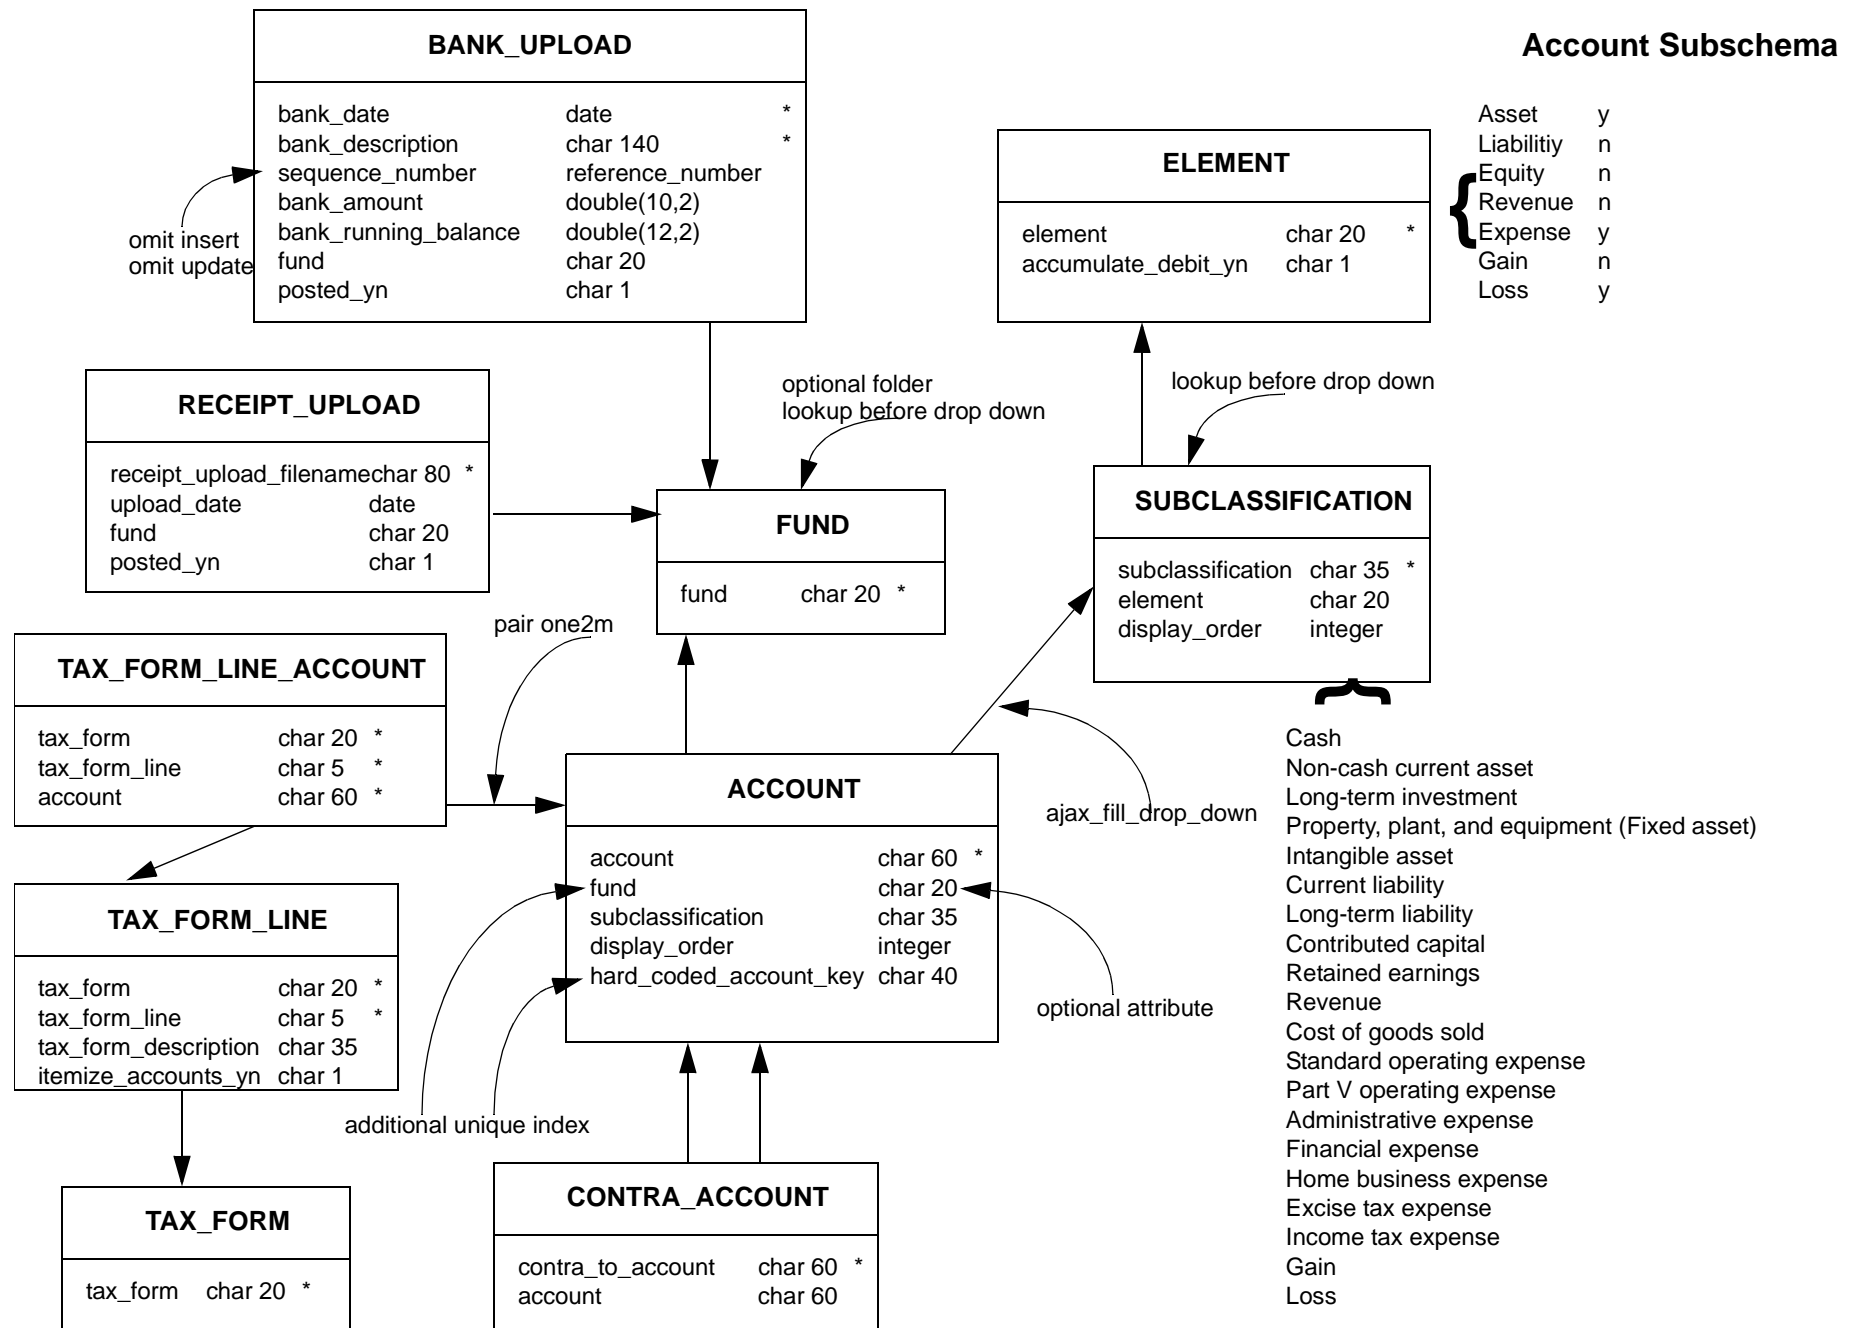 Account Subschema
BANK_UPLOAD
bank_date date *
bank_description char 140 *
sequence_number reference_number
bank_amount double(10,2)
bank_running_balance double(12,2)
fund char 20
posted_yn char 1
omit insert
omit update
ELEMENT
element char 20 *
accumulate_debit_yn char 1
{
Asset y
Liabilitiy n
Equity n
Revenue n
Expense y
Gain n
Loss y
RECEIPT_UPLOAD
receipt_upload_filenamechar 80 *
upload_date date
fund char 20
posted_yn char 1
optional folder
lookup before drop down
lookup before drop down
FUND
fund char 20 *
SUBCLASSIFICATION
subclassification char 35 *
element char 20
display_order integer
{
pair one2m
TAX_FORM_LINE_ACCOUNT
tax_form char 20 *
tax_form_line char 5 *
account char 60 *
ACCOUNT
account char 60 *
fund char 20
subclassification char 35
display_order integer
hard_coded_account_key char 40
ajax_fill_drop_down
optional attribute
additional unique index
Cash
Non-cash current asset
Long-term investment
Property, plant, and equipment (Fixed asset)
Intangible asset
Current liability
Long-term liability
Contributed capital
Retained earnings
Revenue
Cost of goods sold
Standard operating expense
Part V operating expense
Administrative expense
Financial expense
Home business expense
Excise tax expense
Income tax expense
Gain
Loss
TAX_FORM_LINE
tax_form char 20 *
tax_form_line char 5 *
tax_form_description char 35
itemize_accounts_yn char 1
TAX_FORM
tax_form char 20 *
CONTRA_ACCOUNT
contra_to_account char 60 *
account char 60